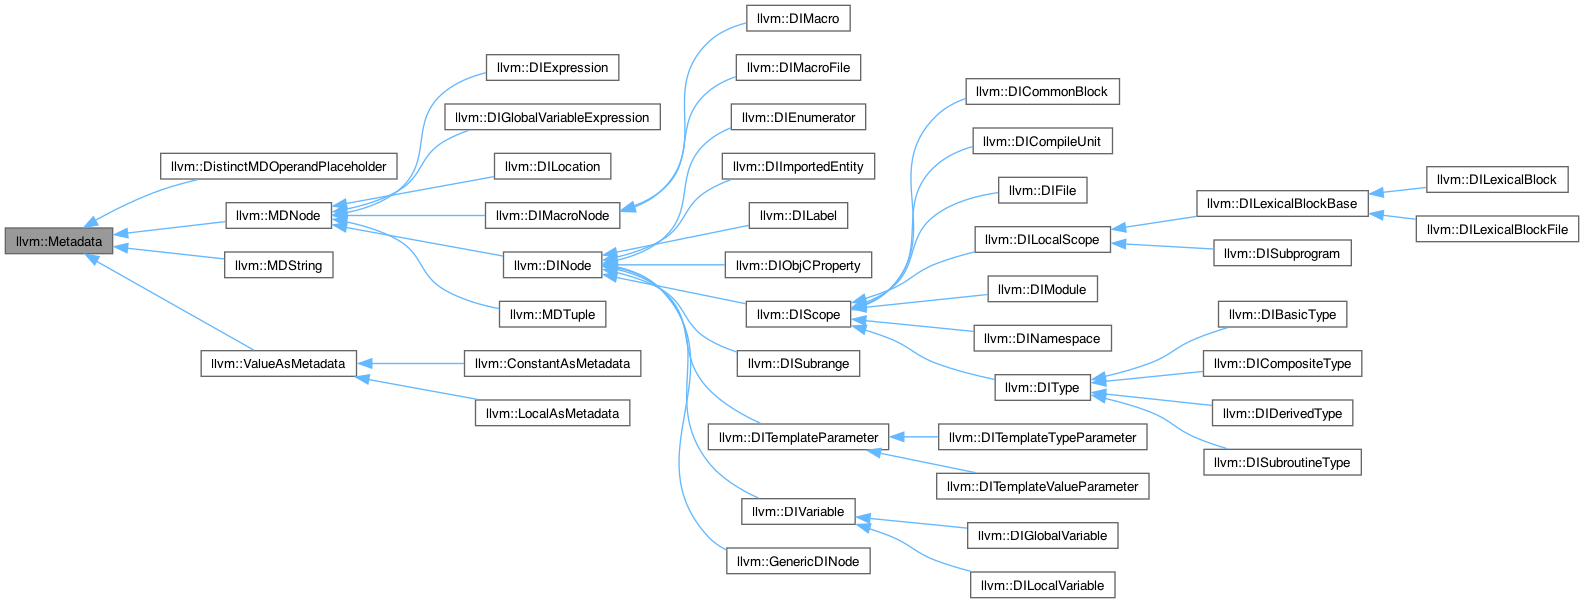 llvm::Metadata
llvm::DistinctMDOperandPlaceholder
llvm::MDNode
llvm::MDString
llvm::ValueAsMetadata
llvm::DIExpression
llvm::DIGlobalVariableExpression
llvm::DILocation
llvm::DIMacroNode
llvm::DINode
llvm::MDTuple
llvm::ConstantAsMetadata
llvm::LocalAsMetadata
llvm::DIMacro
llvm::DIMacroFile
llvm::DIEnumerator
llvm::DIImportedEntity
llvm::DILabel
llvm::DIObjCProperty
llvm::DIScope
llvm::DISubrange
llvm::DITemplateParameter
llvm::DIVariable
llvm::GenericDINode
llvm::DICommonBlock
llvm::DICompileUnit
llvm::DIFile
llvm::DILocalScope
llvm::DIModule
llvm::DINamespace
llvm::DIType
llvm::DITemplateTypeParameter
llvm::DITemplateValueParameter
llvm::DIGlobalVariable
llvm::DILocalVariable
llvm::DILexicalBlockBase
llvm::DISubprogram
llvm::DIBasicType
llvm::DICompositeType
llvm::DIDerivedType
llvm::DISubroutineType
llvm::DILexicalBlock
llvm::DILexicalBlockFile